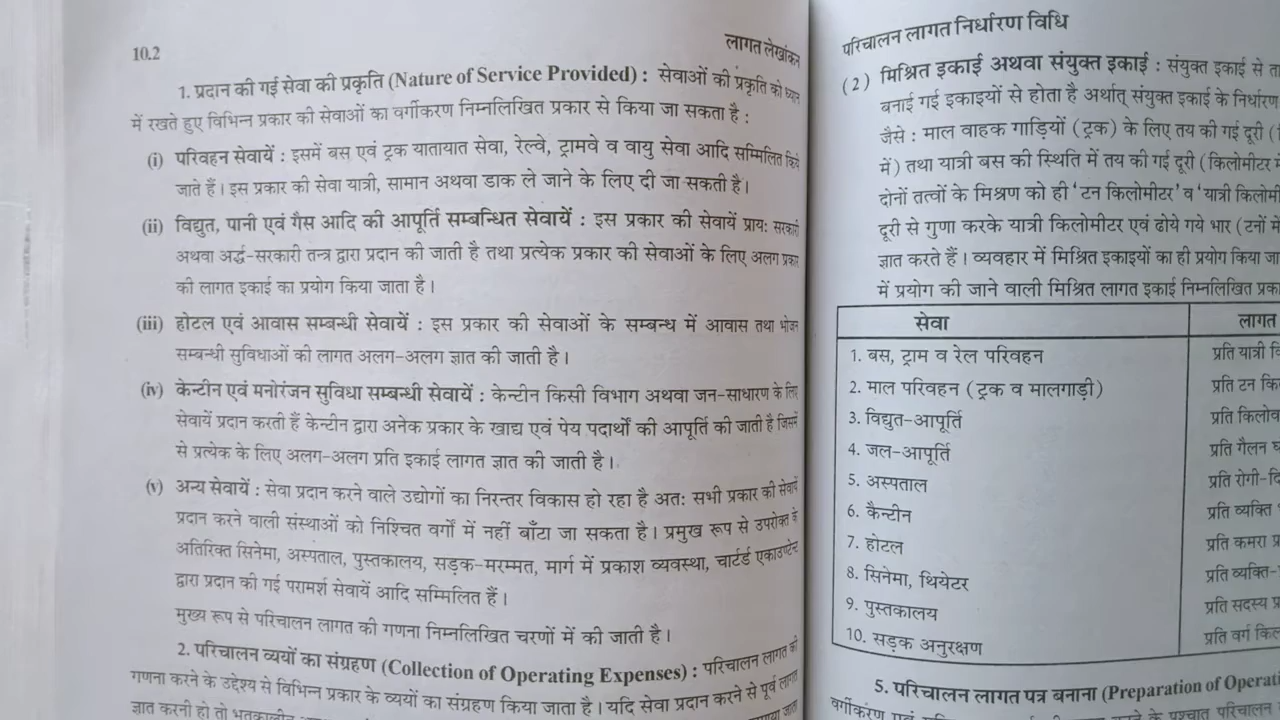 10.2
लागत लेखांकन
1. प्रदान की गई सेवा की प्रकृति (Nature of Service Provided) : सेवाओं की प्रकृति को ध्यान
में रखते हुए विभिन्न प्रकार की सेवाओं का वर्गीकरण निम्नलिखित प्रकार से किया जा सकता है :
(i) परिवहन सेवायें : इसमें बस एवं ट्रक यातायात सेवा, रेल्वे, ट्रामवे व वायु सेवा आदि सम्मिलित किये
जाते हैं। इस प्रकार की सेवा यात्री, सामान अथवा डाक ले जाने के लिए दी जा सकती है।
(ii) विद्युत, पानी एवं गैस आदि की आपूर्ति सम्बन्धित सेवायें : इस प्रकार की सेवायें प्रायः सरकारी
अथवा अर्द्ध-सरकारी तन्त्र द्वारा प्रदान की जाती है तथा प्रत्येक प्रकार की सेवाओं के लिए अलग प्रकार
की लागत इकाई का प्रयोग किया जाता है।
(iii) होटल एवं आवास सम्बन्धी सेवायें : इस प्रकार की सेवाओं के सम्बन्ध में आवास तथा भोजन
सम्बन्धी सुविधाओं की लागत अलग-अलग ज्ञात की जाती है।
(iv) केन्टीन एवं मनोरंजन सुविधा सम्बन्धी सेवायें : केन्टीन किसी विभाग अथवा जन-साधारण के लिए
सेवायें प्रदान करती हैं केन्टीन द्वारा अनेक प्रकार के खाद्य एवं पेय पदार्थों की आपूर्ति की जाती है जिसमें
से प्रत्येक के लिए अलग-अलग प्रति इकाई लागत ज्ञात की जाती है।
(v) अन्य सेवायें : सेवा प्रदान करने वाले उद्योगों का निरन्तर विकास हो रहा है अतः सभी प्रकार की सेवायें
प्रदान करने वाली संस्थाओं को निश्चित वर्गों में नहीं बाँटा जा सकता है। प्रमुख रूप से उपरोक्त के
अतिरिक्त सिनेमा, अस्पताल, पुस्तकालय, सड़क-मरम्मत, मार्ग में प्रकाश व्यवस्था, चार्टर्ड एकाउण्टेन्ट
द्वारा प्रदान की गई परामर्श सेवायें आदि सम्मिलित हैं।
मुख्य रूप से परिचालन लागत की गणना निम्नलिखित चरणों में की जाती है।
2. परिचालन व्ययों का संग्रहण (Collection of Operating Expenses) : परिचालन लागत की
गणना करने के उद्देश्य से विभिन्न प्रकार के व्ययों का संग्रहण किया जाता है। यदि सेवा प्रदान करने से पूर्व लागत
ज्ञात करनी हो तो भूतकालीन
परिचालन लागत निर्धारण विधि
(2) मिश्रित इकाई अथवा संयुक्त इकाई : संयुक्त इकाई से
बनाई गई इकाइयों से होता है अर्थात् संयुक्त इकाई के निर्धारण
जैसे : माल वाहक गाड़ियों (ट्रक) के लिए तय की गई दूरी
में) तथा यात्री बस की स्थिति में तय की गई दूरी (किलोमीटर
दोनों तत्वों के मिश्रण को ही 'टन किलोमीटर' व 'यात्री
दूरी से गुणा करके यात्री किलोमीटर एवं ढोये गये भार (टनों में
ज्ञात करते हैं। व्यवहार में मिश्रित इकाइयों का ही प्रयोग किया
में प्रयोग की जाने वाली मिश्रित लागत इकाई निम्नलिखित
सेवा लागत
1. बस, ट्राम व रेल परिवहन प्रति यात्री
2. माल परिवहन (ट्रक व मालगाड़ी) प्रति टन
3. विद्युत-आपूर्ति प्रति
4. जल-आपूर्ति प्रति गैलन
5. अस्पताल प्रति रोगी-
6. कैन्टीन प्रति व्यक्ति
7. होटल प्रति कमरा
8. सिनेमा, थियेटर प्रति व्यक्ति-
9. पुस्तकालय प्रति सदस्य
10. सड़क अनुरक्षण प्रति वर्ग
5. परिचालन लागत पत्र बनाना (Preparation of